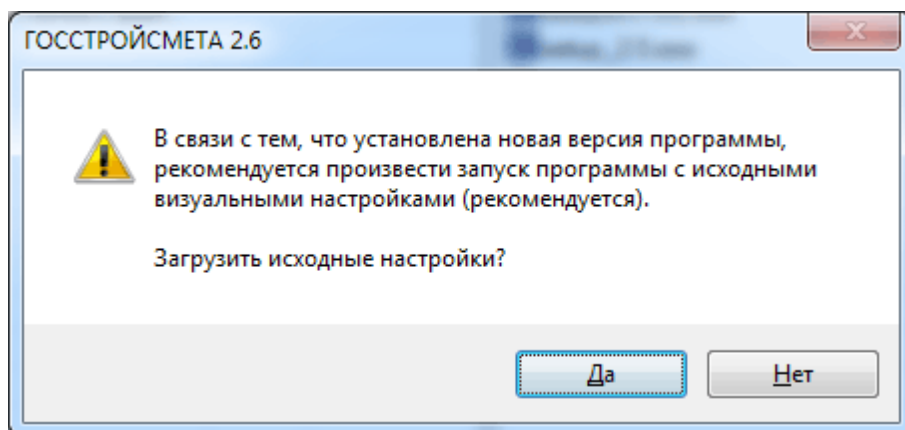 ГОССТРОЙСМЕТА 2.6
В связи с тем, что установлена новая версия программы,
рекомендуется произвести запуск программы с исходными
визуальными настройками (рекомендуется).
Загрузить исходные настройки?
Да
Нет